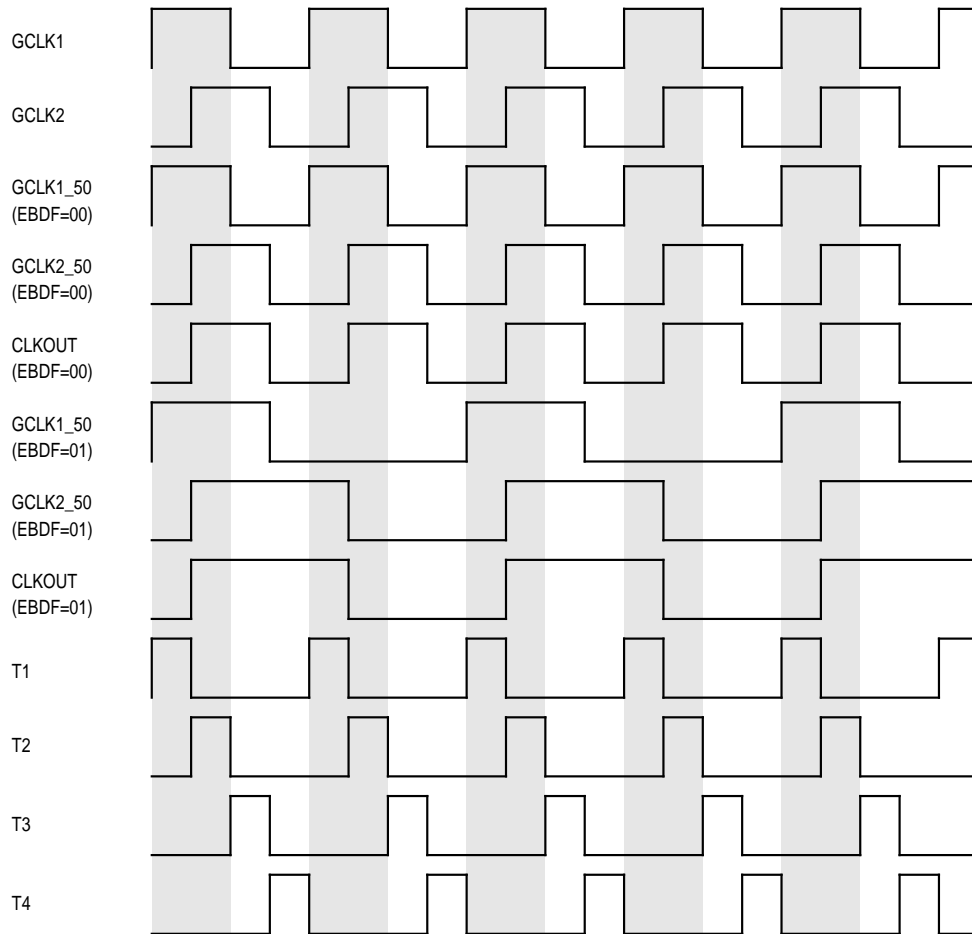 GCLK1
GCLK2
GCLK1_50
(EBDF=00)
GCLK2_50
(EBDF=00)
CLKOUT
(EBDF=00)
GCLK1_50
(EBDF=01)
GCLK2_50
(EBDF=01)
CLKOUT
(EBDF=01)
T1
T2
T3
T4